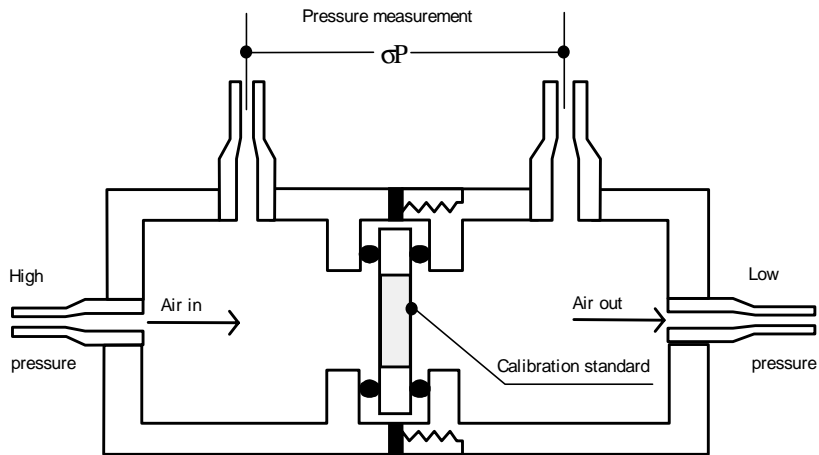 Pressure measurement
σP
High
Low
Air in
Air out
pressure
Calibration standard
pressure